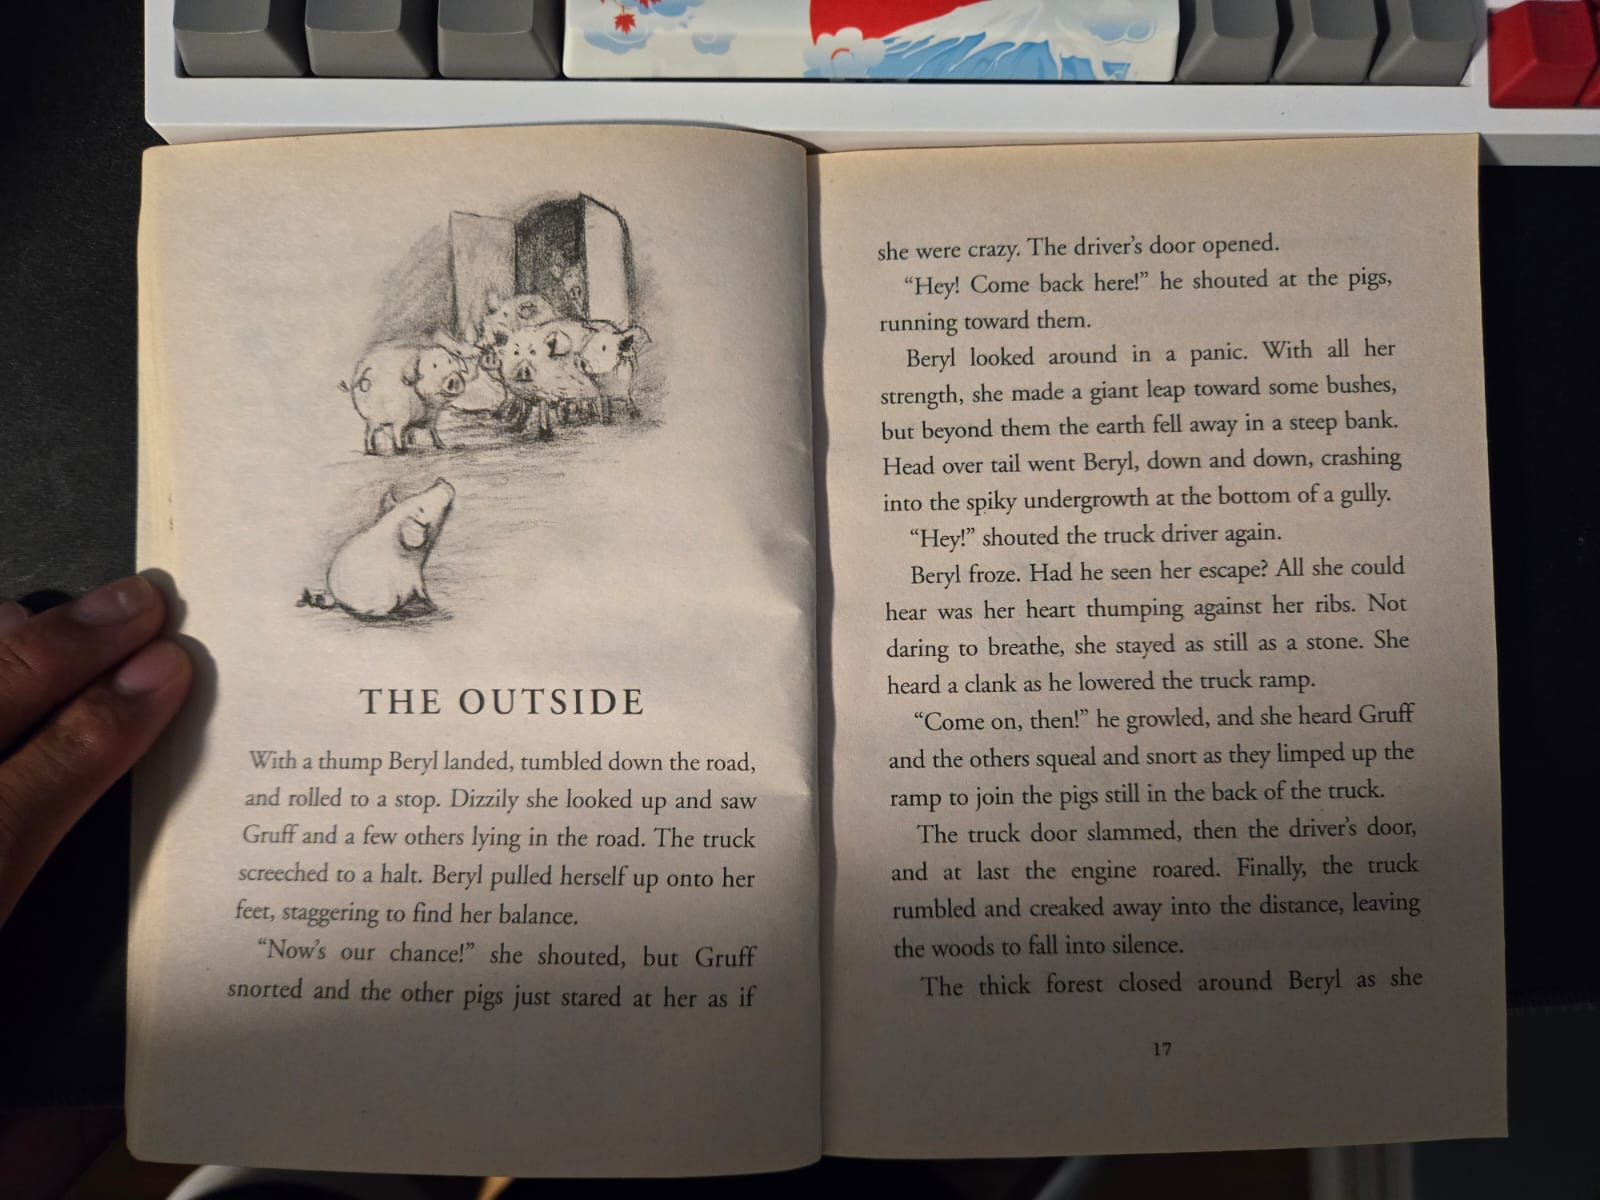 THE OUTSIDE
With a thump Beryl landed, tumbled down the road,
and rolled to a stop. Dizzily she looked up and saw
Gruff and a few others lying in the road. The truck
screeched to a halt. Beryl pulled herself up onto her
feet, staggering to find her balance.
“Now’s our chance!” she shouted, but Gruff
snorted and the other pigs just stared at her as if
she were crazy. The driver’s door opened.
“Hey! Come back here!” he shouted at the pigs,
running toward them.
Beryl looked around in a panic. With all her
strength, she made a giant leap toward some bushes,
but beyond them the earth fell away in a steep bank.
Head over tail went Beryl, down and down, crashing
into the spiky undergrowth at the bottom of a gully.
“Hey!” shouted the truck driver again.
Beryl froze. Had he seen her escape? All she could
hear was her heart thumping against her ribs. Not
daring to breathe, she stayed as still as a stone. She
heard a clank as he lowered the truck ramp.
“Come on, then!” he growled, and she heard Gruff
and the others squeal and snort as they limped up the
ramp to join the pigs still in the back of the truck.
The truck door slammed, then the driver’s door,
and at last the engine roared. Finally, the truck
rumbled and creaked away into the distance, leaving
the woods to fall into silence.
The thick forest closed around Beryl as she
17